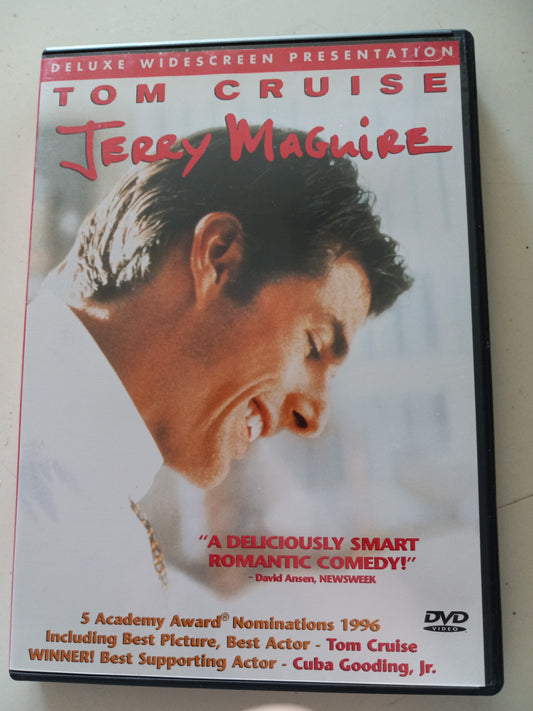 DELUXE WIDESCREEN PRESENTATION
TOM CRUISE
JERRY MAGUIRE
"A DELICIOUSLY SMART
ROMANTIC COMEDY!"
- David Ansen, NEWSWEEK
5 Academy Award® Nominations 1996
Including Best Picture, Best Actor - Tom Cruise
WINNER! Best Supporting Actor - Cuba Gooding, Jr.
DVD
VIDEO